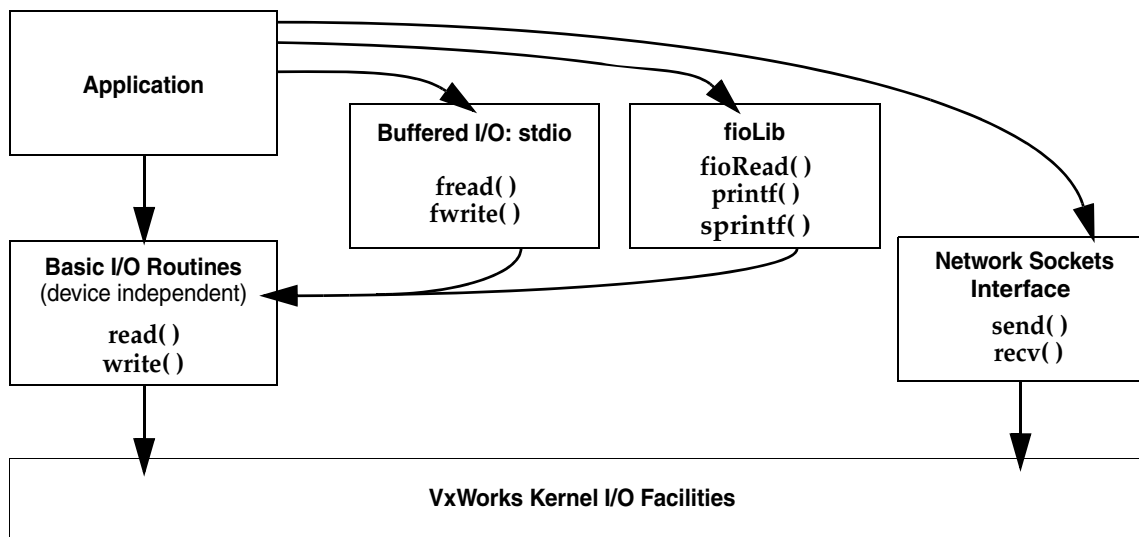 Application
Buffered I/O: stdio
fread( )
fwrite( )
fioLib
fioRead( )
printf( )
sprintf( )
Basic I/O Routines
(device independent)
read( )
write( )
Network Sockets
Interface
send( )
recv( )
VxWorks Kernel I/O Facilities